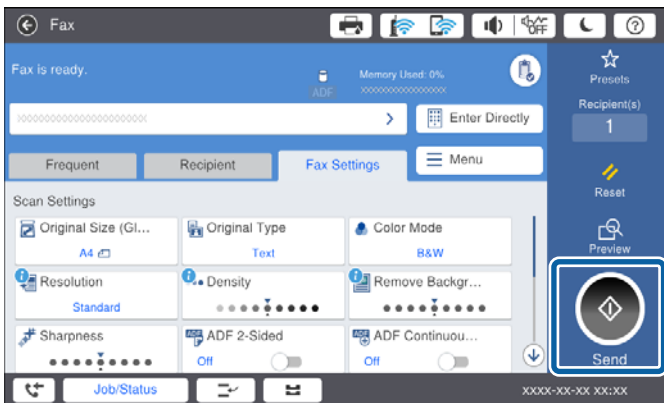 Fax
OFF
Fax is ready.
ADF
Memory Used: 0%
xxxxxxxxxxxxxxxxxx
Presets
Recipient(s)
1
xxxxxxxxxxxxxxxxxxxxxxx
Enter Directly
Frequent
Recipient
Fax Settings
Menu
Reset
Scan Settings
Original Size (Gl...
A4
Original Type
Text
Color Mode
B&W
Preview
Resolution
Standard
Density
Remove Backgr...
Sharpness
ADF 2-Sided
Off
ADF Continuou...
Off
Send
Job/Status
xxxx-xx-xx xx:xx